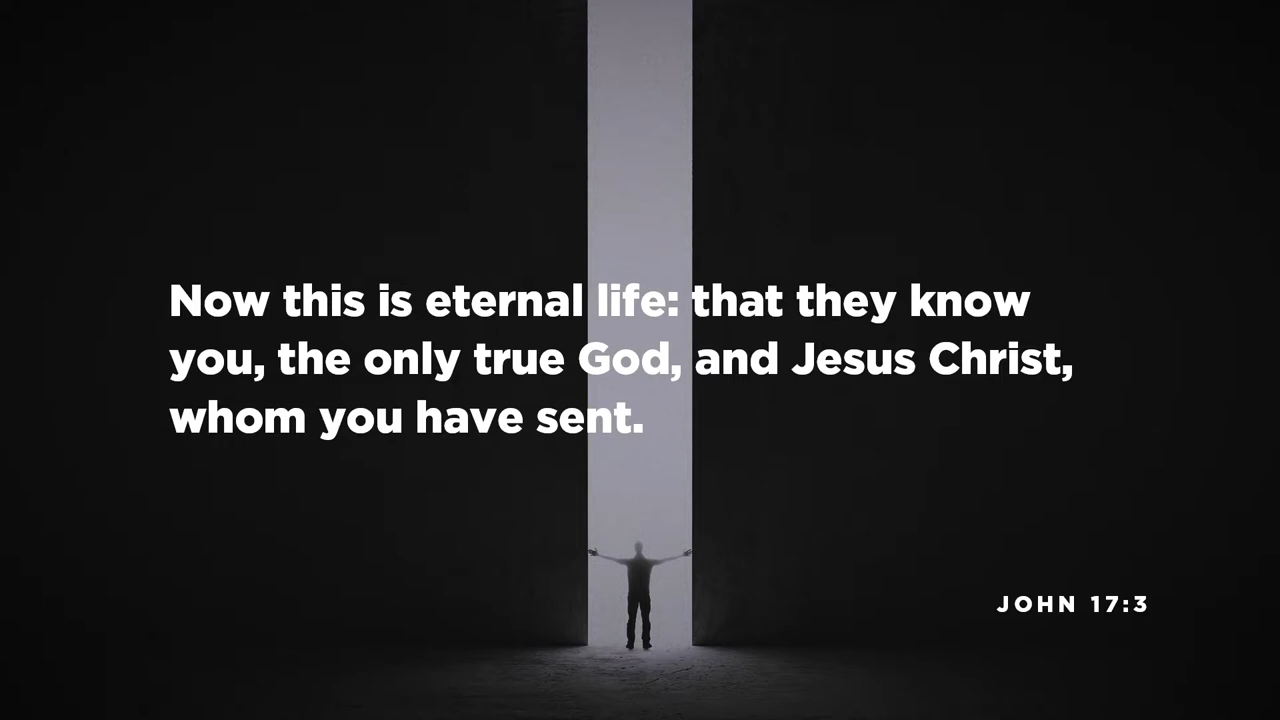 Now this is eternal life: that they know
you, the only true God, and Jesus Christ,
whom you have sent.
JOHN 17:3